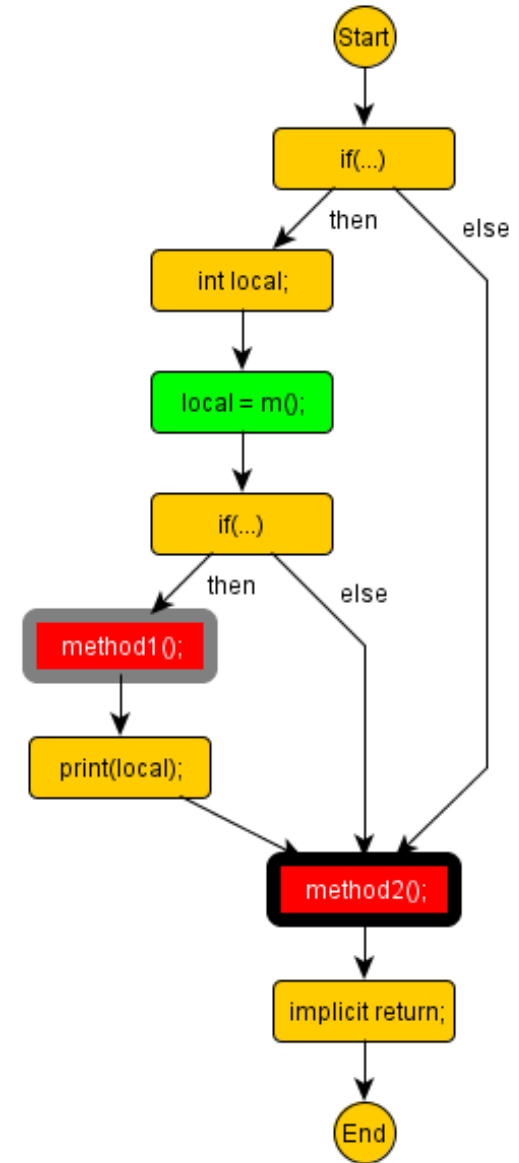 Start
if(...)
then
else
int local;
local = m();
if(...)
then
else
method1();
print(local);
method2();
implicit return;
End